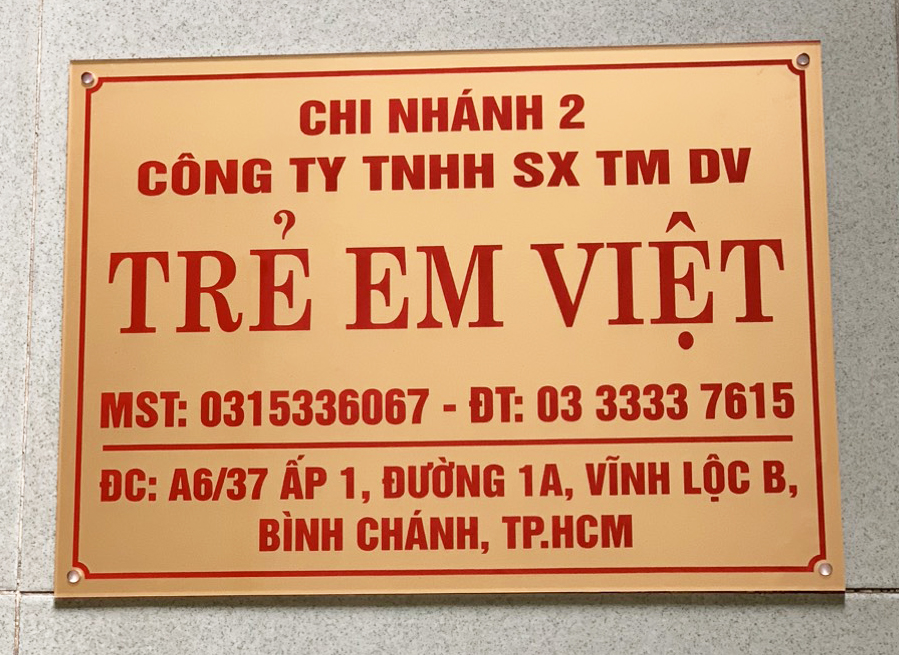 CHI NHÁNH 2
CÔNG TY TNHH SX TM DV
TRẺ EM VIỆT
MST: 0315336067 - ĐT: 03 3333 7615
ĐC: A6/37 ẤP 1, ĐƯỜNG 1A, VĨNH LỘC B,
BÌNH CHÁNH, TP.HCM